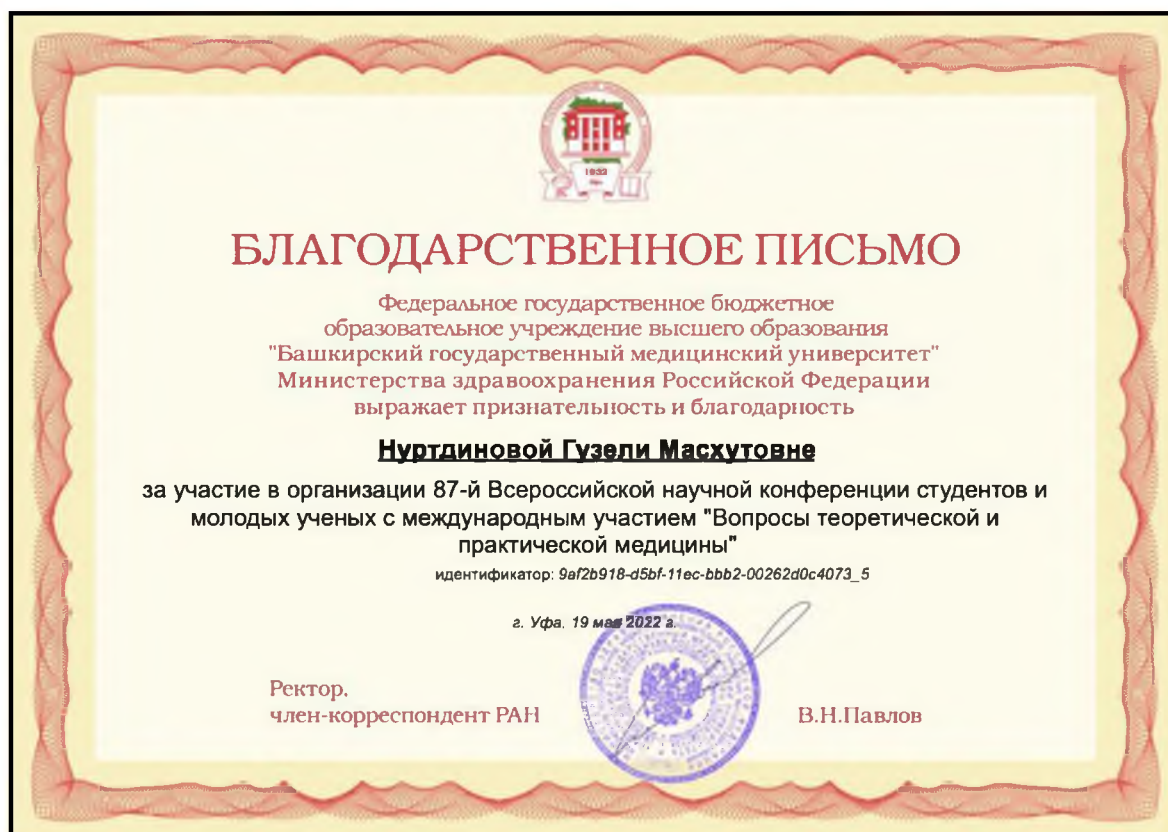 1932
БЛАГОДАРСТВЕННОЕ ПИСЬМО
Федеральное государственное бюджетное
образовательное учреждение высшего образования
"Башкирский государственный медицинский университет"
Министерства здравоохранения Российской Федерации
выражает признательность и благодарность
Нуртдиновой Гузели Масхутовне
за участие в организации 87-й Всероссийской научной конференции студентов и
молодых ученых с международным участием "Вопросы теоретической и
практической медицины"
идентификатор: 9af2b918-d5bf-11ec-bbb2-00262d0c4073_5
г. Уфа. 19 мая 2022 г.
Ректор,
член-корреспондент РАН
В.Н.Павлов